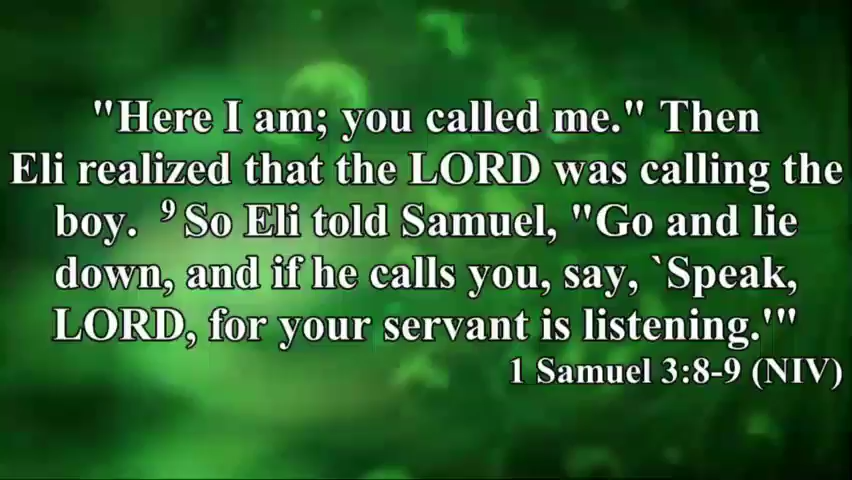 "Here I am; you called me." Then
Eli realized that the LORD was calling the
boy. ⁹ So Eli told Samuel, "Go and lie
down, and if he calls you, say, `Speak,
LORD, for your servant is listening.'"
1 Samuel 3:8-9 (NIV)